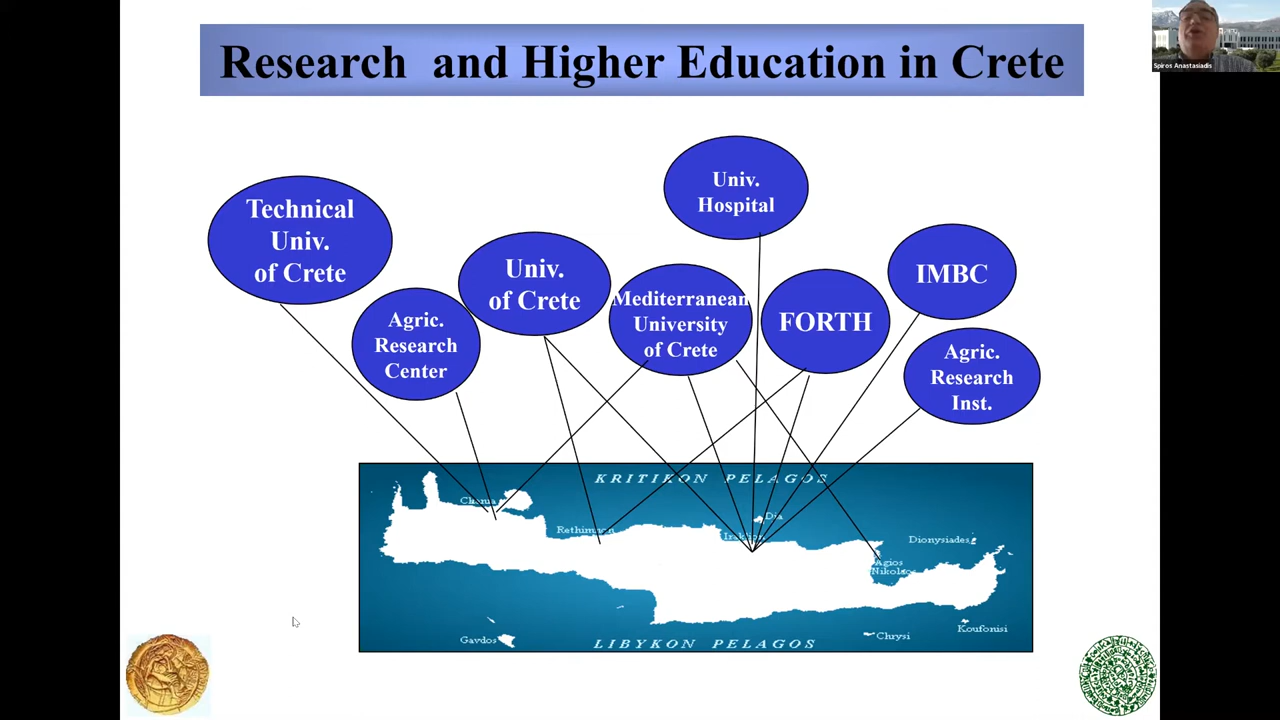 Research and Higher Education in Crete
Spiros Anastasiadis
Technical
Univ.
of Crete
Agric.
Research
Center
Univ.
of Crete
Mediterranean
University
of Crete
Univ.
Hospital
FORTH
IMBC
Agric.
Research
Inst.
KRITIKON PELAGOS
Rethimnon
Dia
Dionysiades
Agios
Nikolaos
Gavdos
Chrysi
Koufonisi
LIBYKON PELAGOS